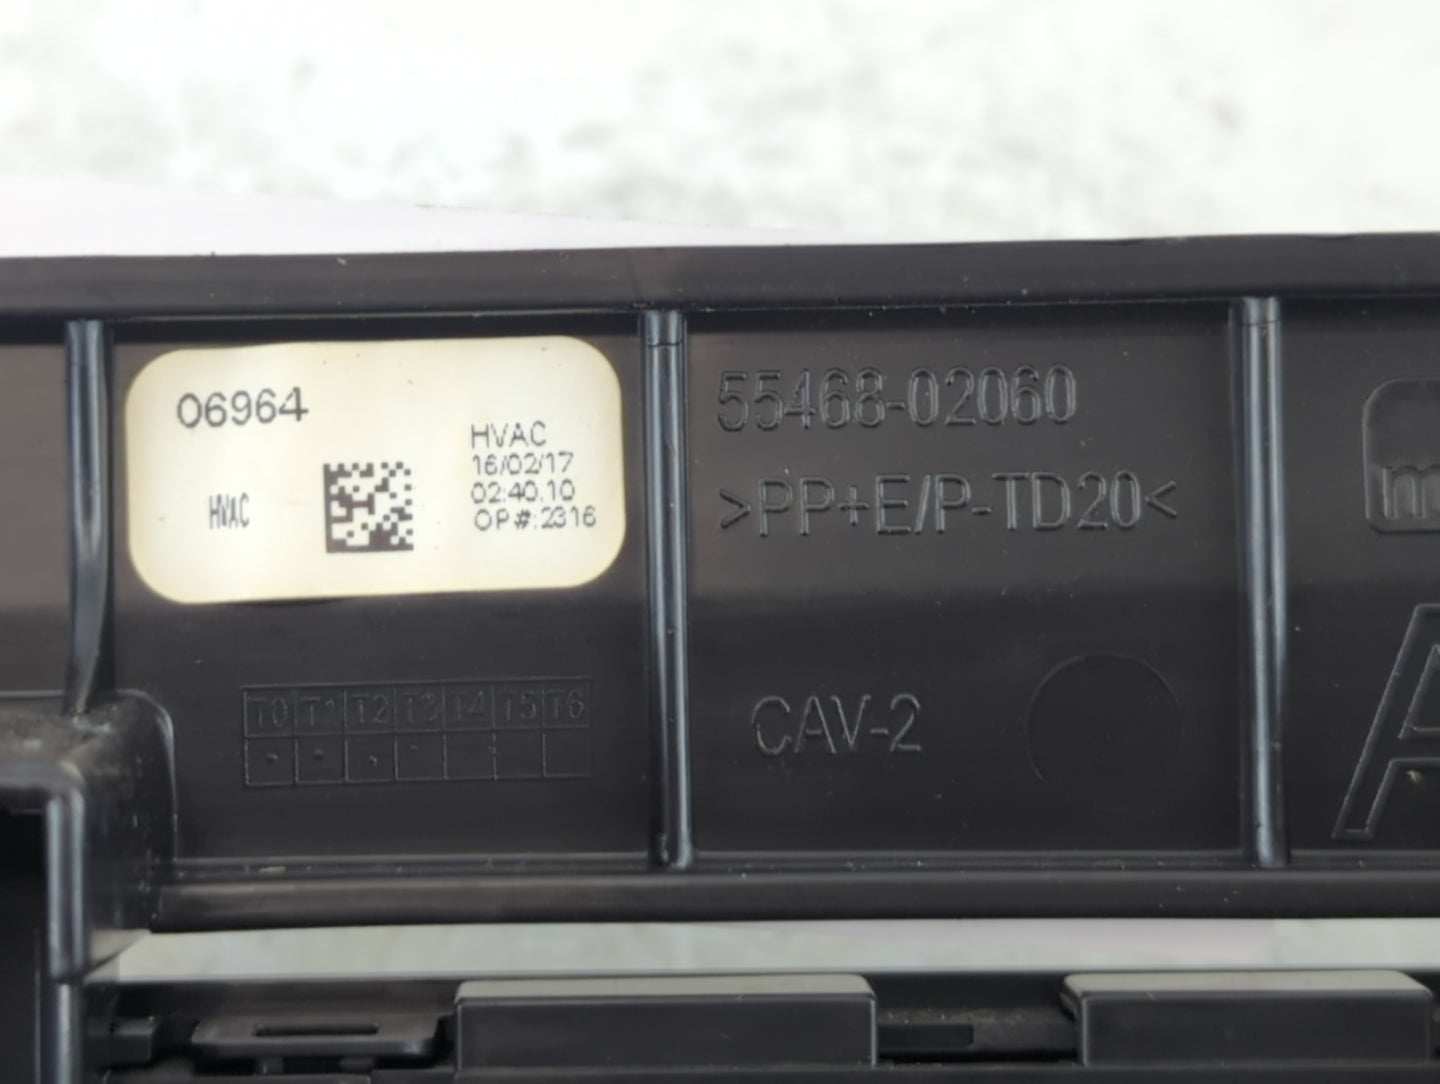 06964
HVAC
HVAC
16/02/17
02:40.10
OP#:2316
55468-02060
>PP+E/P-TD20<
T0 T1 T2 T3 T4 T5 T6
CAV-2
A